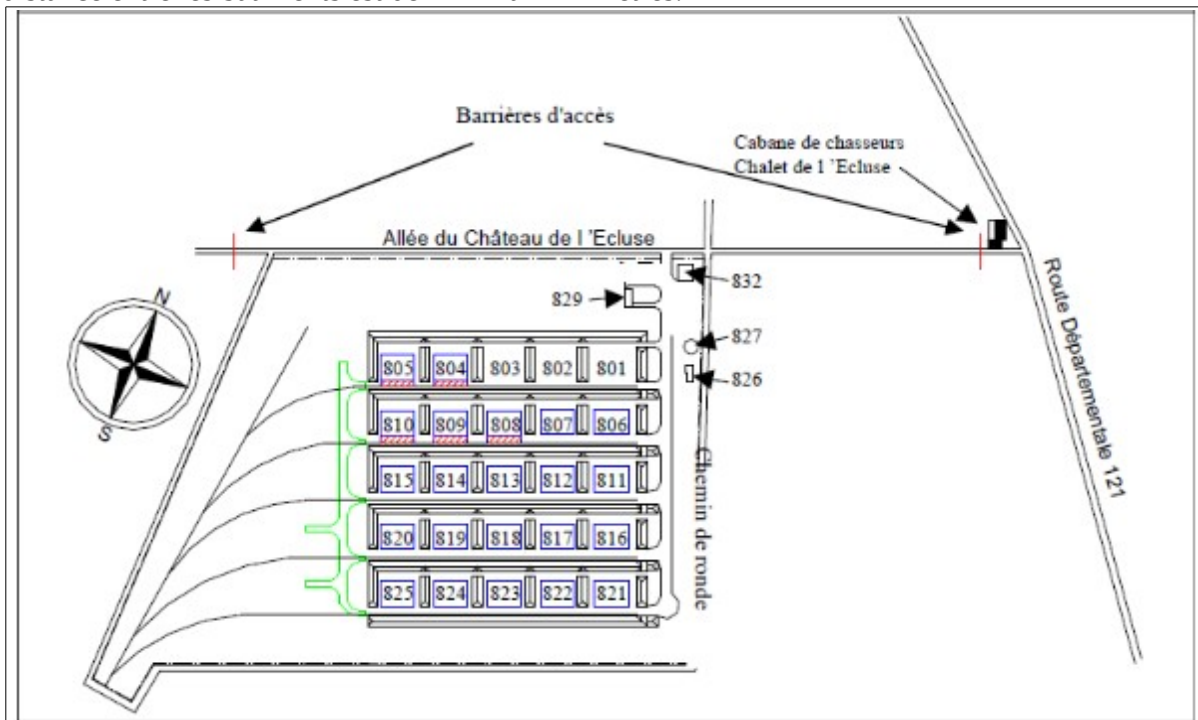 Barrières d'accès
Cabane de chasseurs
Chalet de l 'Ecluse
Allée du Château de l 'Ecluse
N
S
832
829
827
826
805 804 803 802 801
810 809 808 807 806
815 814 813 812 811
820 819 818 817 816
825 824 823 822 821
Chemin de ronde
Route Départementale 121